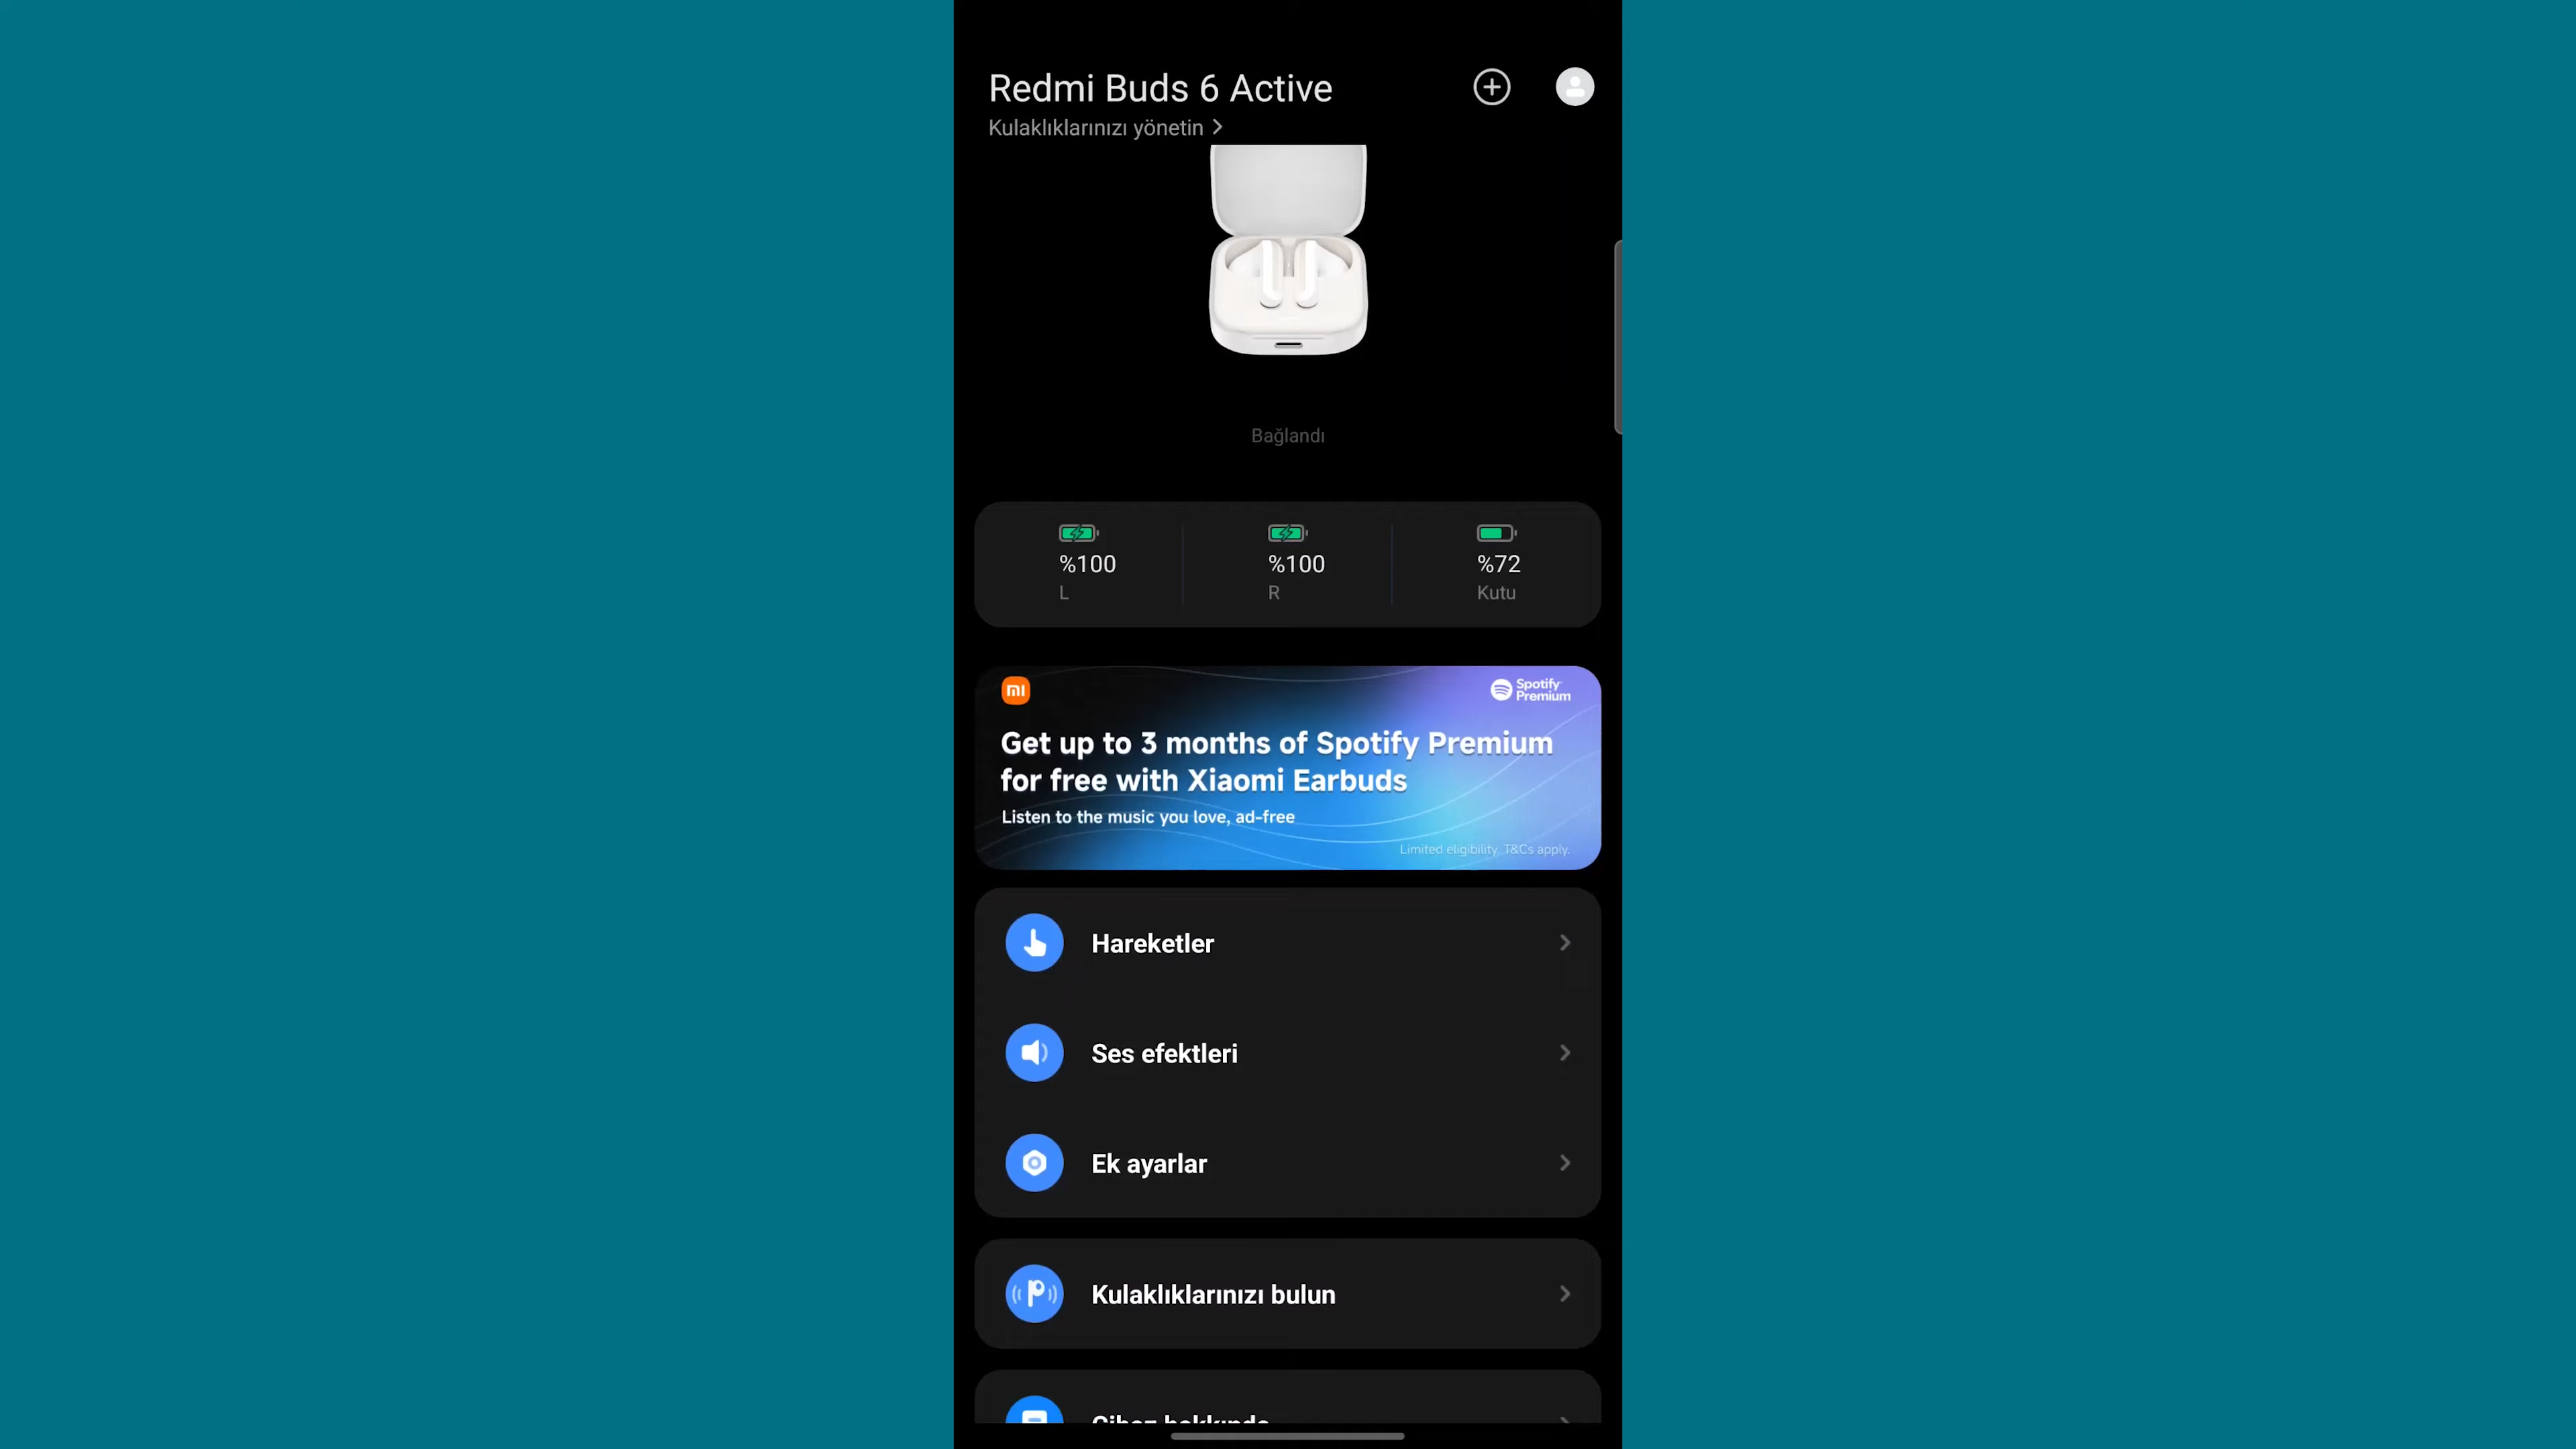 Redmi Buds 6 Active
Kulaklıklarınızı yönetin
Bağlandı
%100
L
%100
R
%72
Kutu
mi
Spotify
Premium
Get up to 3 months of Spotify Premium
for free with Xiaomi Earbuds
Listen to the music you love, ad-free
Limited eligibility. T&Cs apply.
Hareketler
Ses efektleri
Ek ayarlar
Kulaklıklarınızı bulun
Cihaz hakkında